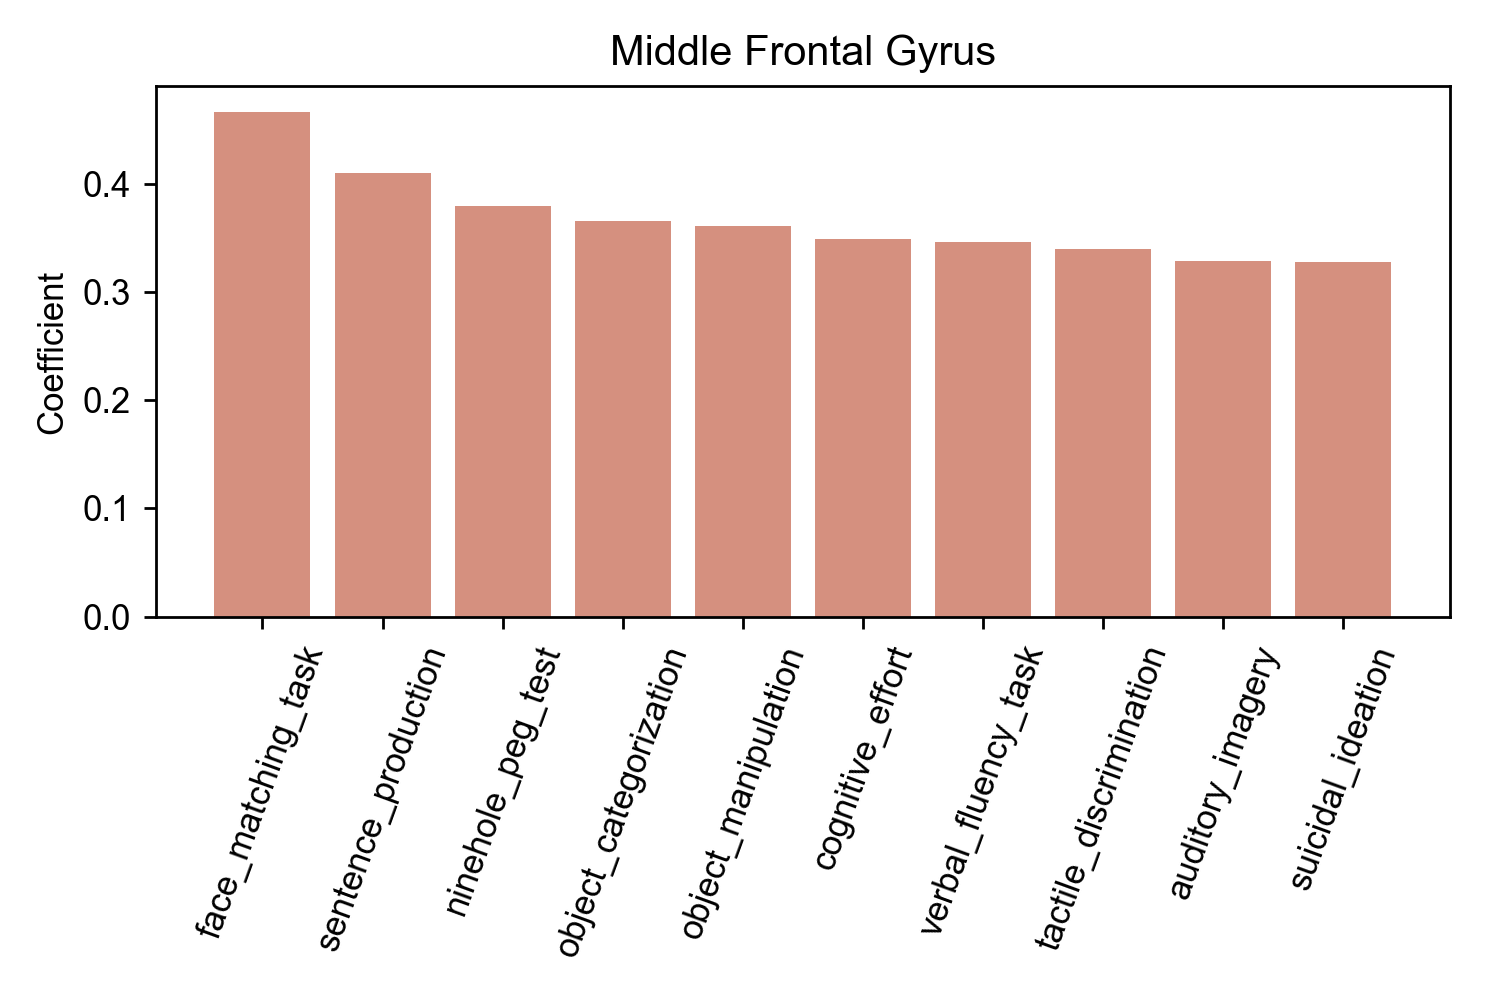 Middle Frontal Gyrus
Coefficient
0.4
0.3
0.2
0.1
0.0
face_matching_task
sentence_production
ninehole_peg_test
object_categorization
object_manipulation
cognitive_effort
verbal_fluency_task
tactile_discrimination
auditory_imagery
suicidal_ideation